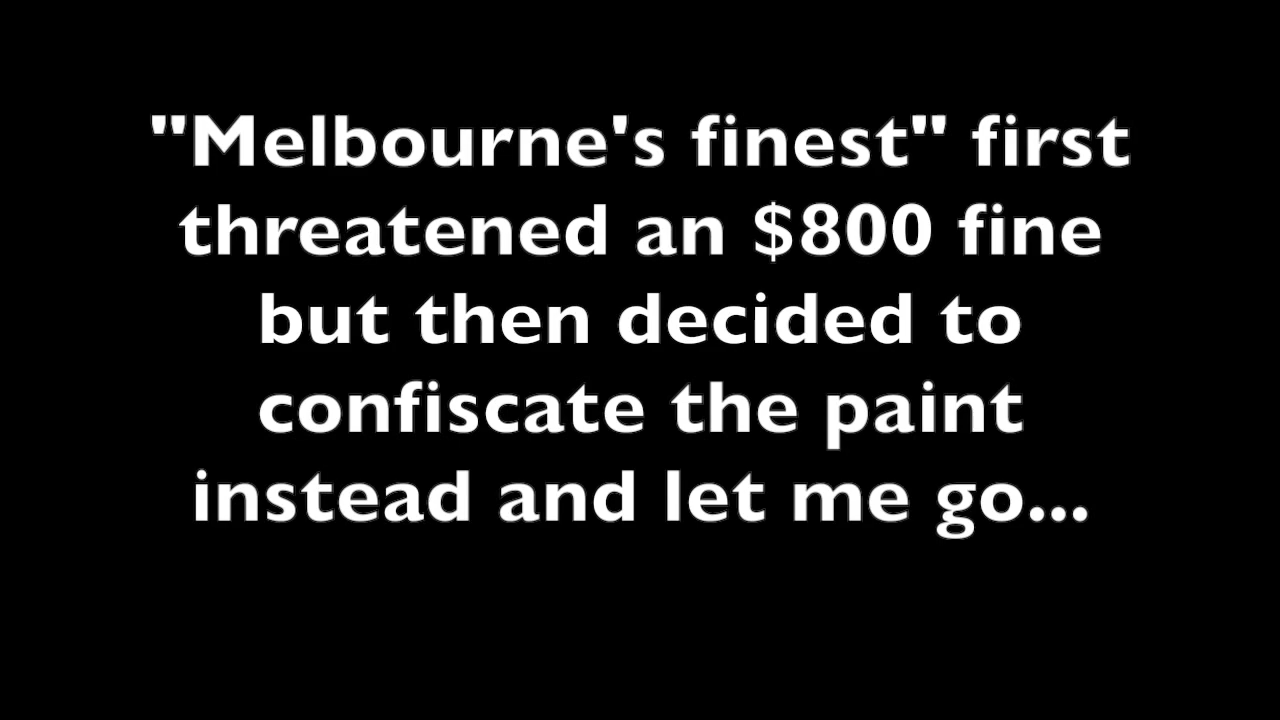 "Melbourne's finest" first
threatened an $800 fine
but then decided to
confiscate the paint
instead and let me go...